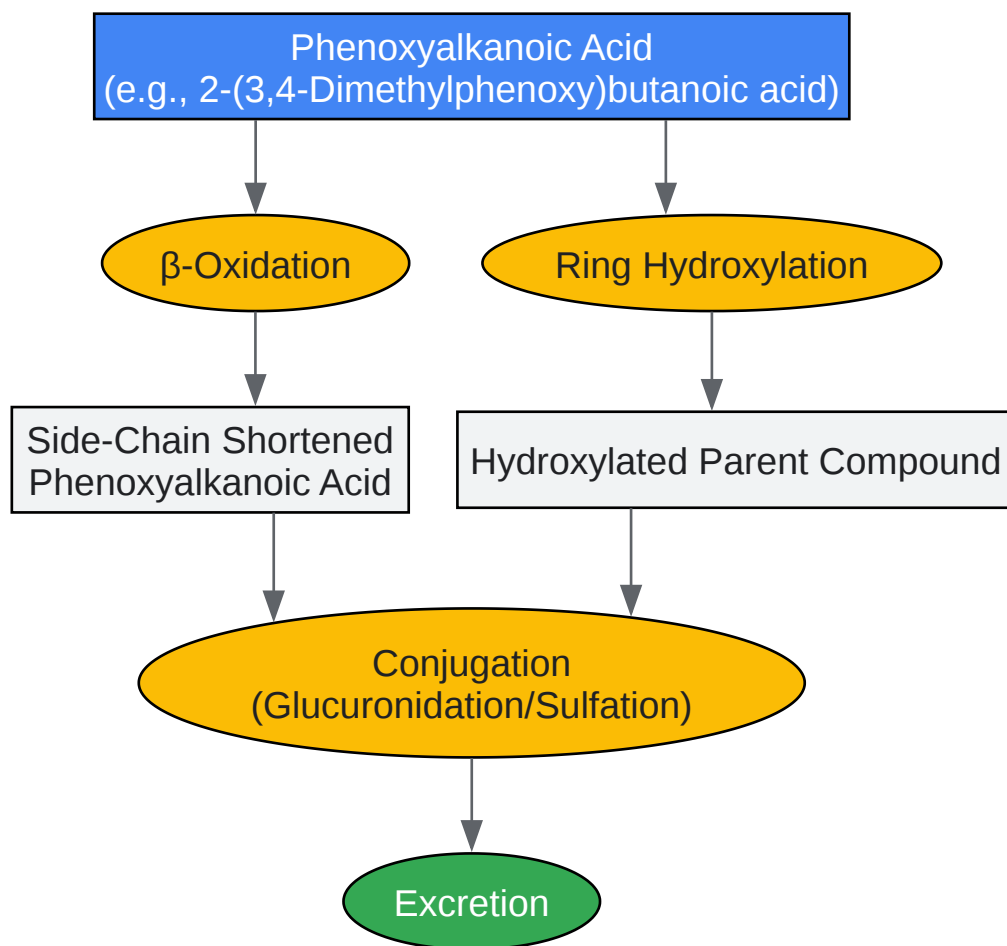 Phenoxyalkanoic Acid
(e.g., 2-(3,4-Dimethylphenoxy)butanoic acid)
β-Oxidation
Ring Hydroxylation
Side-Chain Shortened
Phenoxyalkanoic Acid
Hydroxylated Parent Compound
Conjugation
(Glucuronidation/Sulfation)
Excretion